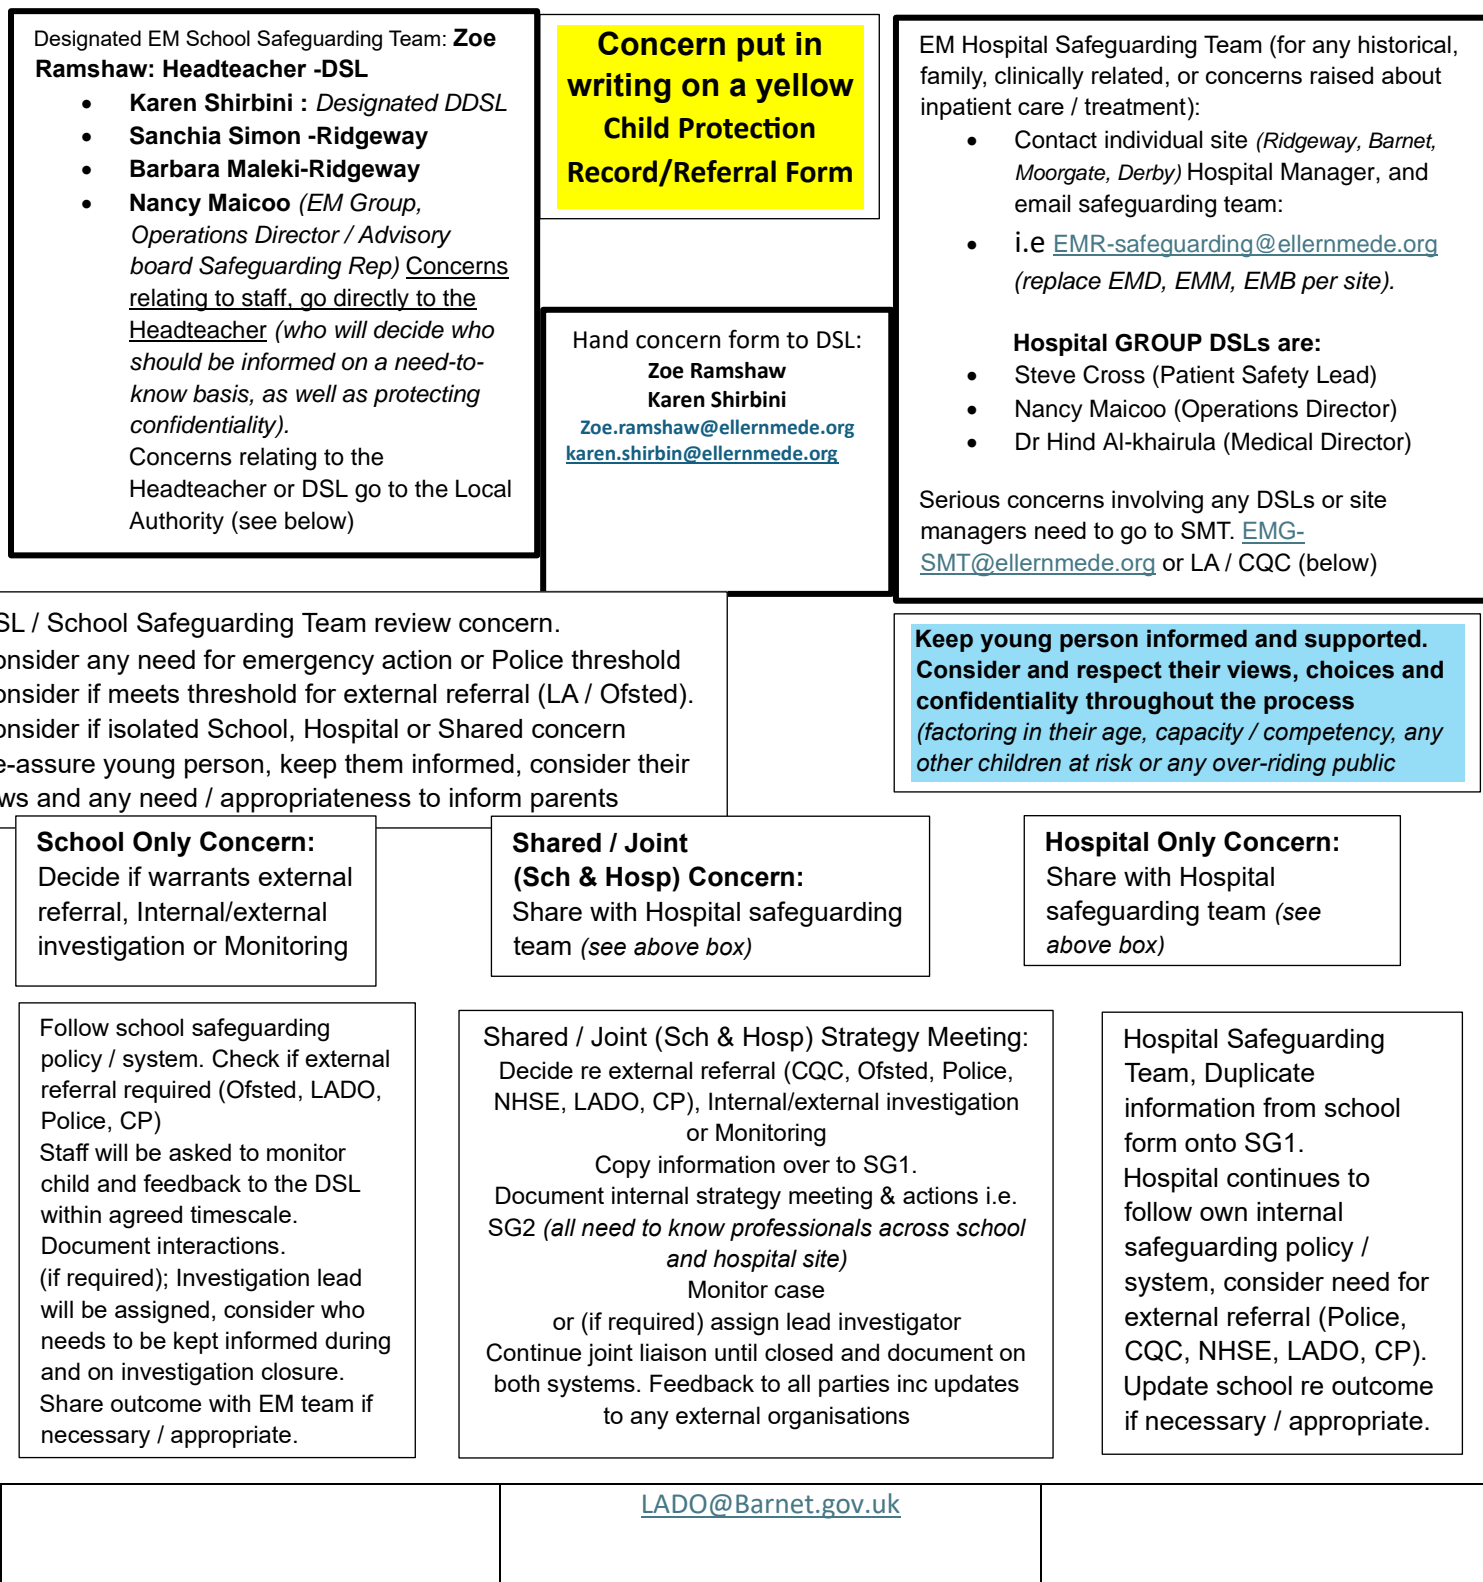 Designated EM School Safeguarding Team: Zoe
Ramshaw: Headteacher -DSL
• Karen Shirbini : Designated DDSL
• Sanchia Simon -Ridgeway
• Barbara Maleki-Ridgeway
• Nancy Maicoo (EM Group,
Operations Director / Advisory
board Safeguarding Rep) Concerns
relating to staff, go directly to the
Headteacher (who will decide who
should be informed on a need-to-
know basis, as well as protecting
confidentiality).
Concerns relating to the
Headteacher or DSL go to the Local
Authority (see below)
Concern put in
writing on a yellow
Child Protection
Record/Referral Form
Hand concern form to DSL:
Zoe Ramshaw
Karen Shirbini
Zoe.ramshaw@ellernmede.org
karen.shirbin@ellernmede.org
EM Hospital Safeguarding Team (for any historical,
family, clinically related, or concerns raised about
inpatient care / treatment):
• Contact individual site (Ridgeway, Barnet,
Moorgate, Derby) Hospital Manager, and
email safeguarding team:
• i.e EMR-safeguarding@ellernmede.org
(replace EMD, EMM, EMB per site).
Hospital GROUP DSLs are:
• Steve Cross (Patient Safety Lead)
• Nancy Maicoo (Operations Director)
• Dr Hind Al-khairula (Medical Director)
Serious concerns involving any DSLs or site
managers need to go to SMT. EMG-
SMT@ellernmede.org or LA / CQC (below)
SL / School Safeguarding Team review concern.
onsider any need for emergency action or Police threshold
onsider if meets threshold for external referral (LA / Ofsted).
onsider if isolated School, Hospital or Shared concern
e-assure young person, keep them informed, consider their
ws and any need / appropriateness to inform parents
Keep young person informed and supported.
Consider and respect their views, choices and
confidentiality throughout the process
(factoring in their age, capacity / competency, any
other children at risk or any over-riding public
School Only Concern:
Decide if warrants external
referral, Internal/external
investigation or Monitoring
Shared / Joint
(Sch & Hosp) Concern:
Share with Hospital safeguarding
team (see above box)
Hospital Only Concern:
Share with Hospital
safeguarding team (see
above box)
Follow school safeguarding
policy / system. Check if external
referral required (Ofsted, LADO,
Police, CP)
Staff will be asked to monitor
child and feedback to the DSL
within agreed timescale.
Document interactions.
(if required); Investigation lead
will be assigned, consider who
needs to be kept informed during
and on investigation closure.
Share outcome with EM team if
necessary / appropriate.
Shared / Joint (Sch & Hosp) Strategy Meeting:
Decide re external referral (CQC, Ofsted, Police,
NHSE, LADO, CP), Internal/external investigation
or Monitoring
Copy information over to SG1.
Document internal strategy meeting & actions i.e.
SG2 (all need to know professionals across school
and hospital site)
Monitor case
or (if required) assign lead investigator
Continue joint liaison until closed and document on
both systems. Feedback to all parties inc updates
to any external organisations
Hospital Safeguarding
Team, Duplicate
information from school
form onto SG1.
Hospital continues to
follow own internal
safeguarding policy /
system, consider need for
external referral (Police,
CQC, NHSE, LADO, CP).
Update school re outcome
if necessary / appropriate.
LADO@Barnet.gov.uk